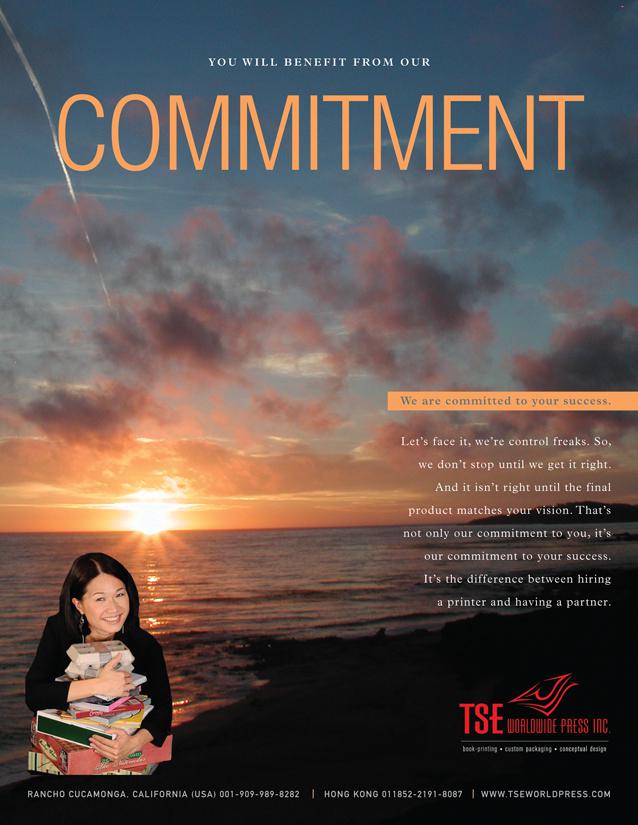 YOU WILL BENEFIT FROM OUR
COMMITMENT
We are committed to your success.
Let's face it, we're control freaks. So,
we don't stop until we get it right.
And it isn't right until the final
product matches your vision. That's
not only our commitment to you, it's
our commitment to your success.
It's the difference between hiring
a printer and having a partner.
TSE WORLDWIDE PRESS INC.
book-printing • custom packaging • conceptual design
RANCHO CUCAMONGA, CALIFORNIA (USA) 001-909-989-8282 | HONG KONG 011852-2191-8087 | WWW.TSEWORLDPRESS.COM